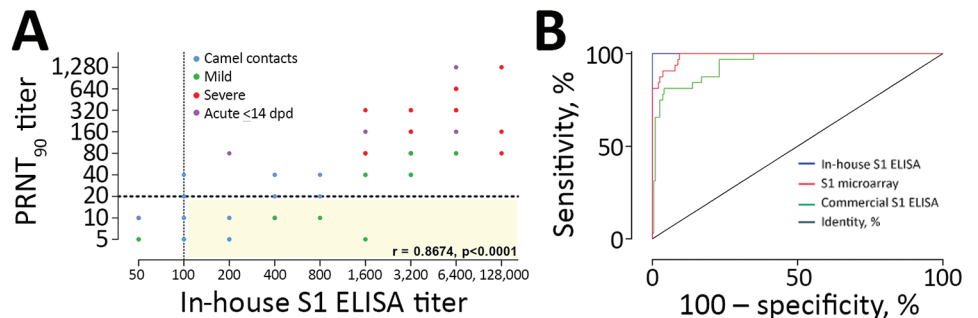 A
PRNT90 titer
1,280
640
320
160
80
40
20
10
5
Camel contacts
Mild
Severe
Acute ≤14 dpd
r = 0.8674, p<0.0001
50 100 200 400 800 1,600 3,200 6,400, 128,000
In-house S1 ELISA titer
B
Sensitivity, %
100
50
0
In-house S1 ELISA
S1 microarray
Commercial S1 ELISA
Identity, %
0 50 100
100 – specificity, %